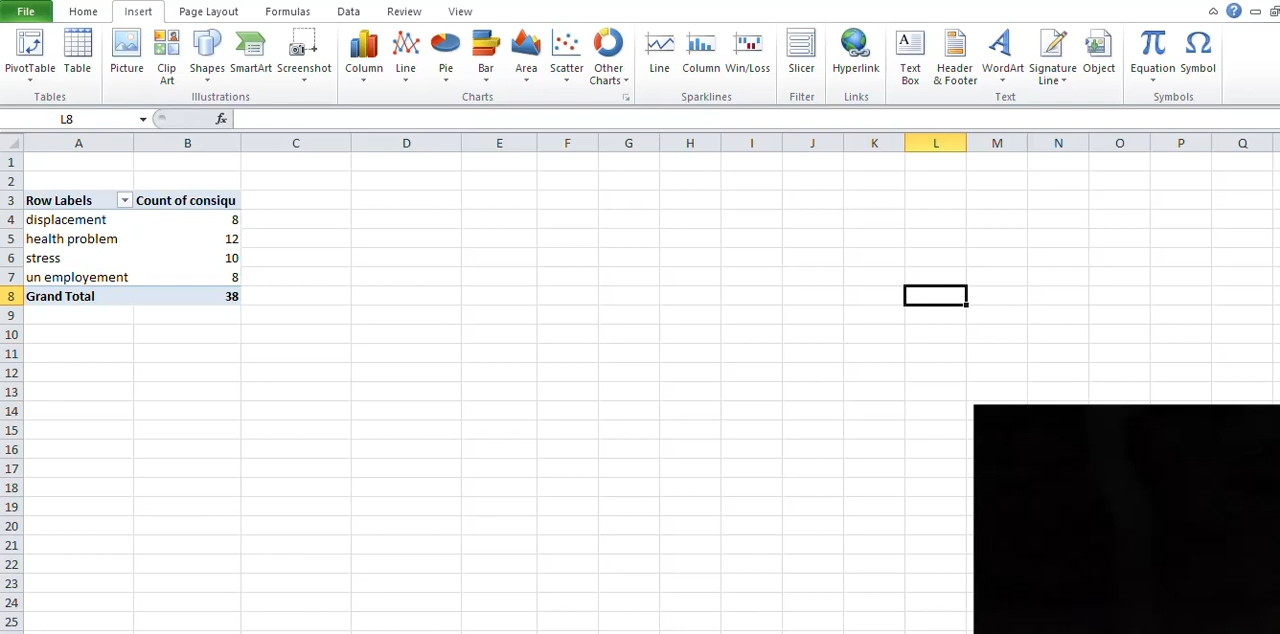 File Home Insert Page Layout Formulas Data Review View
PivotTable Table Picture Clip Art Shapes SmartArt Screenshot Column Line Pie Bar Area Scatter Other Charts Line Column Win/Loss Slicer Hyperlink Text Box Header & Footer WordArt Signature Line Object Equation Symbol
Tables Illustrations Charts Sparklines Filter Links Text Symbols
L8 fx
A B C D E F G H I J K L M N O P Q
1
2
3 Row Labels Count of consiqu
4 displacement 8
5 health problem 12
6 stress 10
7 un employement 8
8 Grand Total 38
9
10
11
12
13
14
15
16
17
18
19
20
21
22
23
24
25